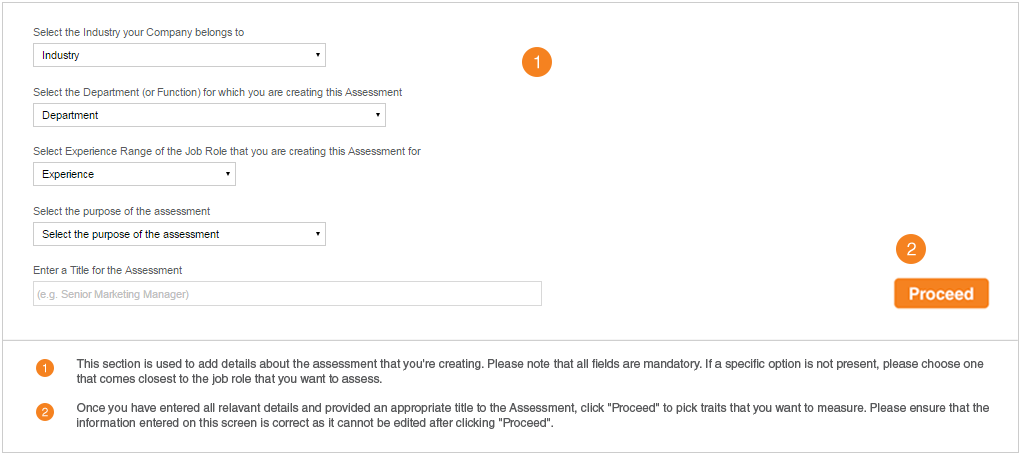 Select the Industry your Company belongs to
Industry
1
Select the Department (or Function) for which you are creating this Assessment
Department
Select Experience Range of the Job Role that you are creating this Assessment for
Experience
Select the purpose of the assessment
Select the purpose of the assessment
2
Enter a Title for the Assessment
(e.g. Senior Marketing Manager)
Proceed
1 This section is used to add details about the assessment that you're creating. Please note that all fields are mandatory. If a specific option is not present, please choose one
that comes closest to the job role that you want to assess.
2 Once you have entered all relavant details and provided an appropriate title to the Assessment, click "Proceed" to pick traits that you want to measure. Please ensure that the
information entered on this screen is correct as it cannot be edited after clicking "Proceed".